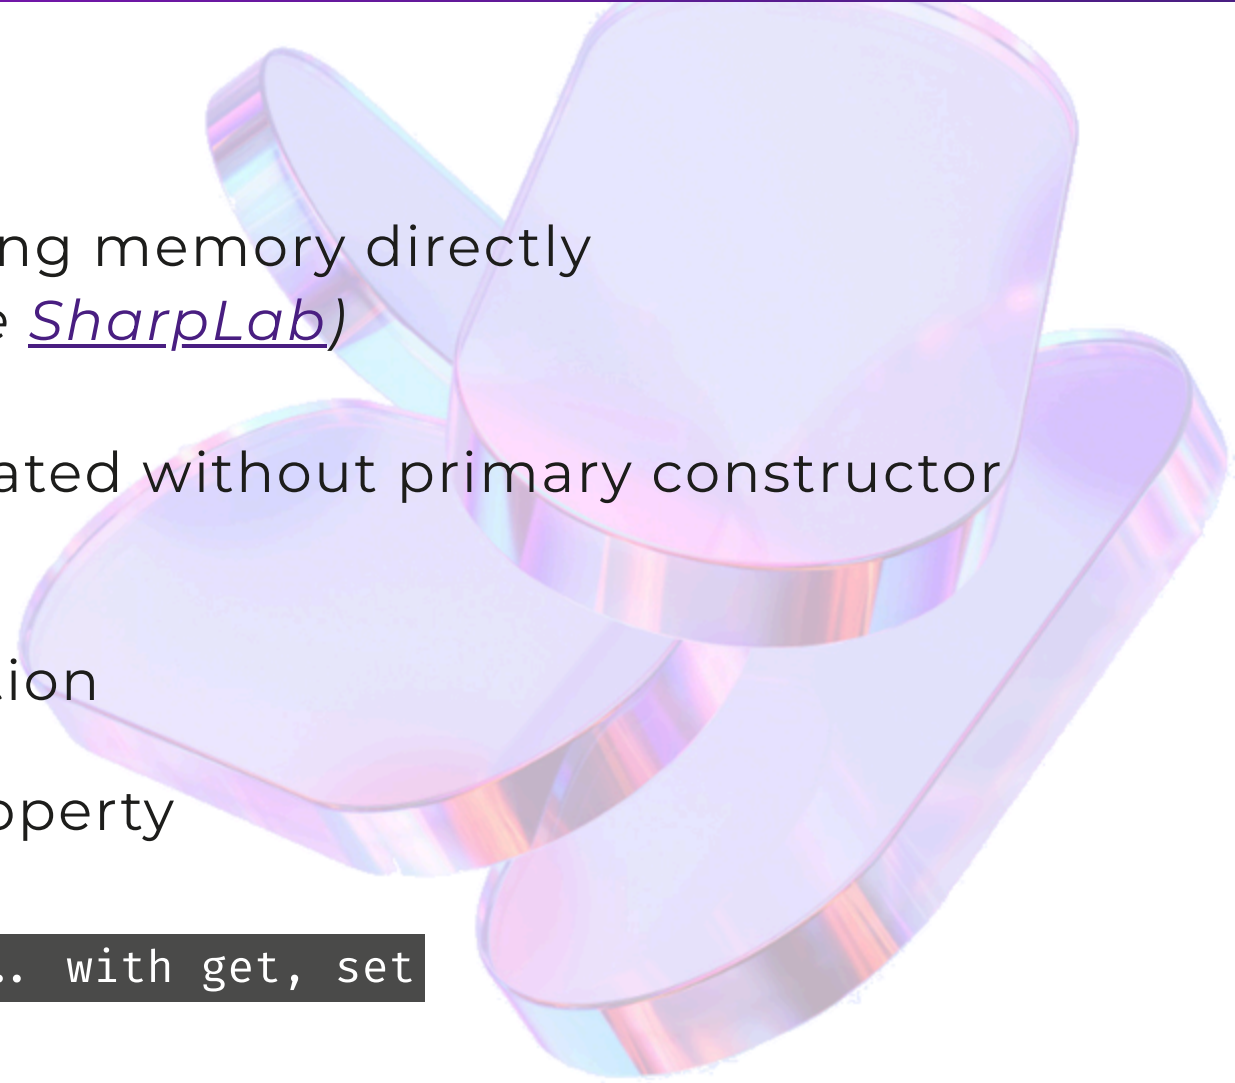 ng memory directly
e SharpLab)
ated without primary constructor
ion
operty
.. with get, set